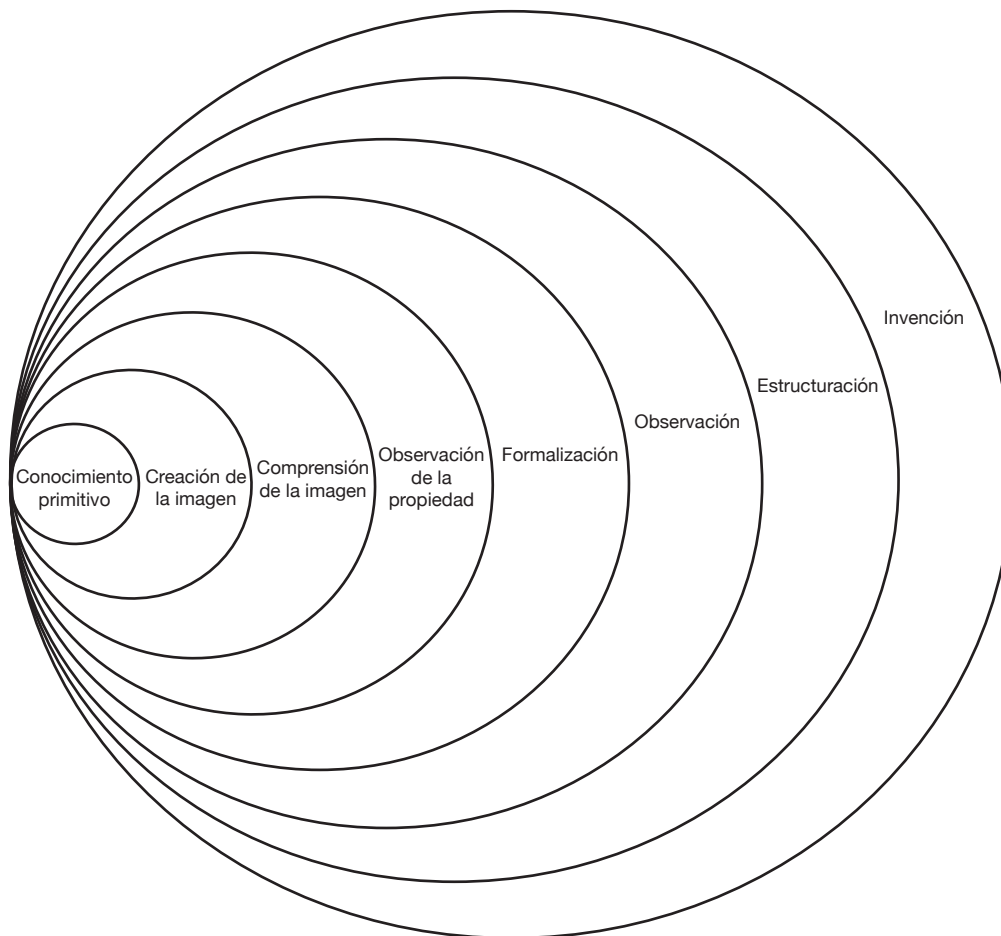 Conocimiento
primitivo
Creación de
la imagen
Comprensión
de la imagen
Observación
de la
propiedad
Formalización
Observación
Estructuración
Invención